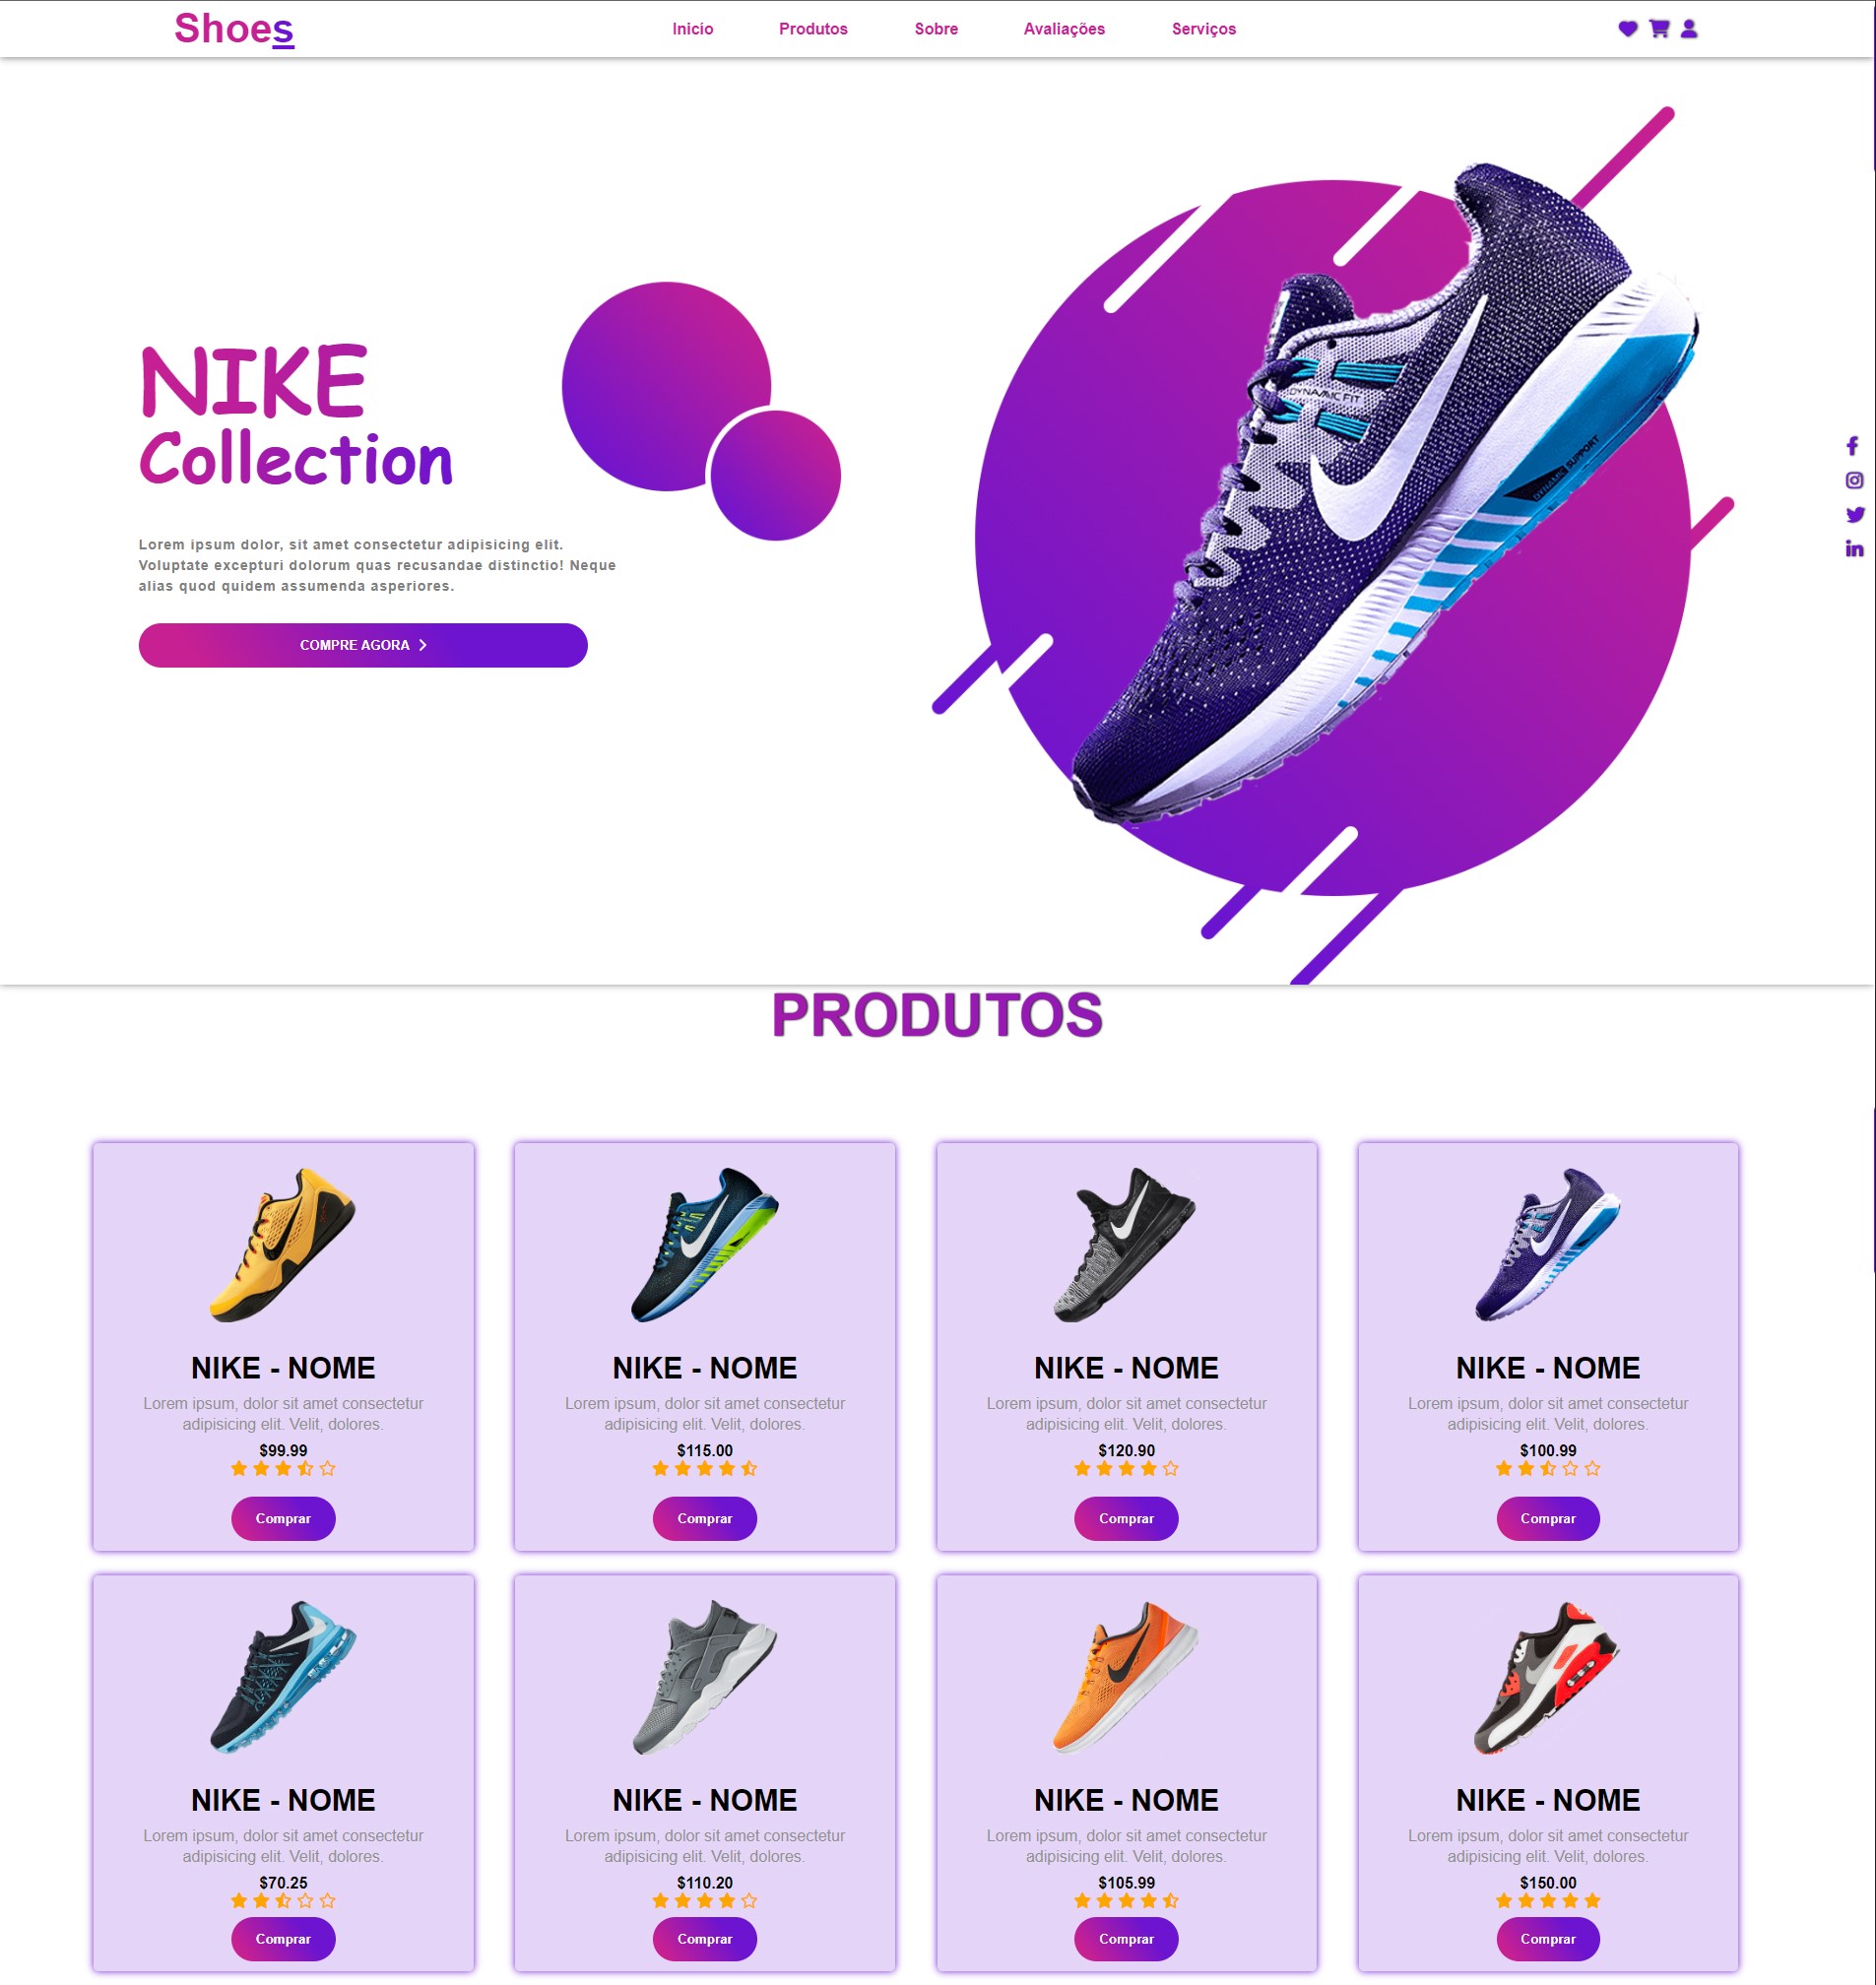 Shoes
Inicío Produtos Sobre Avaliações Serviços
DYNAMIC FIT
DYNAMIC SUPPORT
NIKE
Collection
Lorem ipsum dolor, sit amet consectetur adipisicing elit.
Voluptate excepturi dolorum quas recusandae distinctio! Neque
alias quod quidem assumenda asperiores.
COMPRE AGORA
PRODUTOS
NIKE - NOME
Lorem ipsum, dolor sit amet consectetur
adipisicing elit. Velit, dolores.
$99.99
Comprar
NIKE - NOME
Lorem ipsum, dolor sit amet consectetur
adipisicing elit. Velit, dolores.
$115.00
Comprar
NIKE - NOME
Lorem ipsum, dolor sit amet consectetur
adipisicing elit. Velit, dolores.
$120.90
Comprar
NIKE - NOME
Lorem ipsum, dolor sit amet consectetur
adipisicing elit. Velit, dolores.
$100.99
Comprar
NIKE - NOME
Lorem ipsum, dolor sit amet consectetur
adipisicing elit. Velit, dolores.
$70.25
Comprar
NIKE - NOME
Lorem ipsum, dolor sit amet consectetur
adipisicing elit. Velit, dolores.
$110.20
Comprar
NIKE - NOME
Lorem ipsum, dolor sit amet consectetur
adipisicing elit. Velit, dolores.
$105.99
Comprar
NIKE - NOME
Lorem ipsum, dolor sit amet consectetur
adipisicing elit. Velit, dolores.
$150.00
Comprar